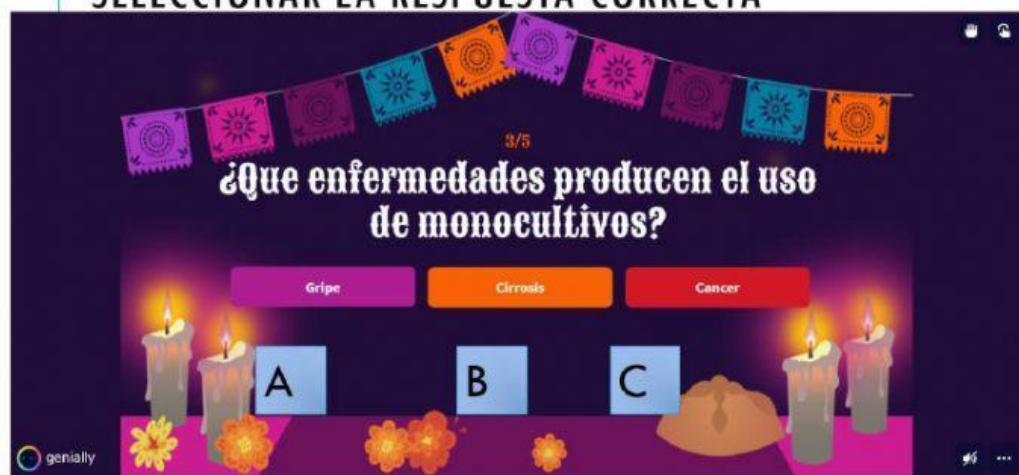 SELECCIONAR LA RESPUESTA CORRECTA
3/5
¿Que enfermedades producen el uso
de monocultivos?
Gripe
Cirrosis
Cancer
A
B
C
genially